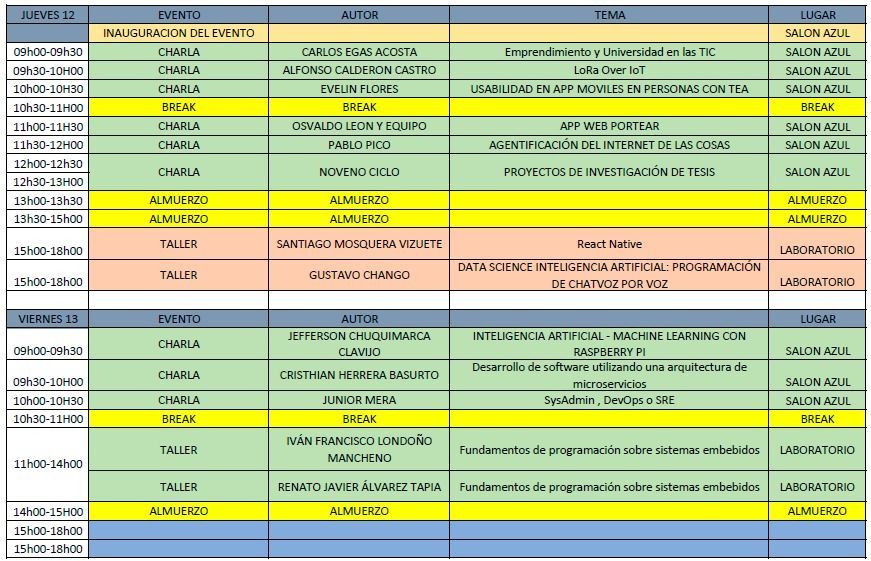 JUEVES 12 EVENTO AUTOR TEMA LUGAR
INAUGURACION DEL EVENTO SALON AZUL
09h00-09h30 CHARLA CARLOS EGAS ACOSTA Emprendimiento y Universidad en las TIC SALON AZUL
09h30-10H00 CHARLA ALFONSO CALDERON CASTRO LoRa Over IoT SALON AZUL
10h00-10H30 CHARLA EVELIN FLORES USABILIDAD EN APP MOVILES EN PERSONAS CON TEA SALON AZUL
10h30-11H00 BREAK BREAK BREAK
11h00-11H30 CHARLA OSVALDO LEON Y EQUIPO APP WEB PORTEAR SALON AZUL
11h30-12H00 CHARLA PABLO PICO AGENTIFICACIÓN DEL INTERNET DE LAS COSAS SALON AZUL
12h00-12h30
12h30-13H00 CHARLA NOVENO CICLO PROYECTOS DE INVESTIGACIÓN DE TESIS SALON AZUL
13h00-13h30 ALMUERZO ALMUERZO ALMUERZO
13h30-15h00 ALMUERZO ALMUERZO ALMUERZO
15h00-18h00 TALLER SANTIAGO MOSQUERA VIZUETE React Native LABORATORIO
15h00-18h00 TALLER GUSTAVO CHANGO DATA SCIENCE INTELIGENCIA ARTIFICIAL: PROGRAMACIÓN
DE CHATVOZ POR VOZ LABORATORIO
VIERNES 13 EVENTO AUTOR LUGAR
09h00-09h30 CHARLA JEFFERSON CHUQUIMARCA INTELIGENCIA ARTIFICIAL - MACHINE LEARNING CON
CLAVIJO RASPBERRY PI SALON AZUL
09h30-10H00 CHARLA CRISTHIAN HERRERA BASURTO Desarrollo de software utilizando una arquitectura de
microservicios SALON AZUL
10h00-10H30 CHARLA JUNIOR MERA SysAdmin , DevOps o SRE SALON AZUL
10h30-11H00 BREAK BREAK BREAK
11h00-14h00 TALLER IVÁN FRANCISCO LONDOÑO
MANCHENO Fundamentos de programación sobre sistemas embebidos LABORATORIO
TALLER RENATO JAVIER ÁLVAREZ TAPIA Fundamentos de programación sobre sistemas embebidos LABORATORIO
14h00-15H00 ALMUERZO ALMUERZO ALMUERZO
15h00-18h00
15h00-18h00